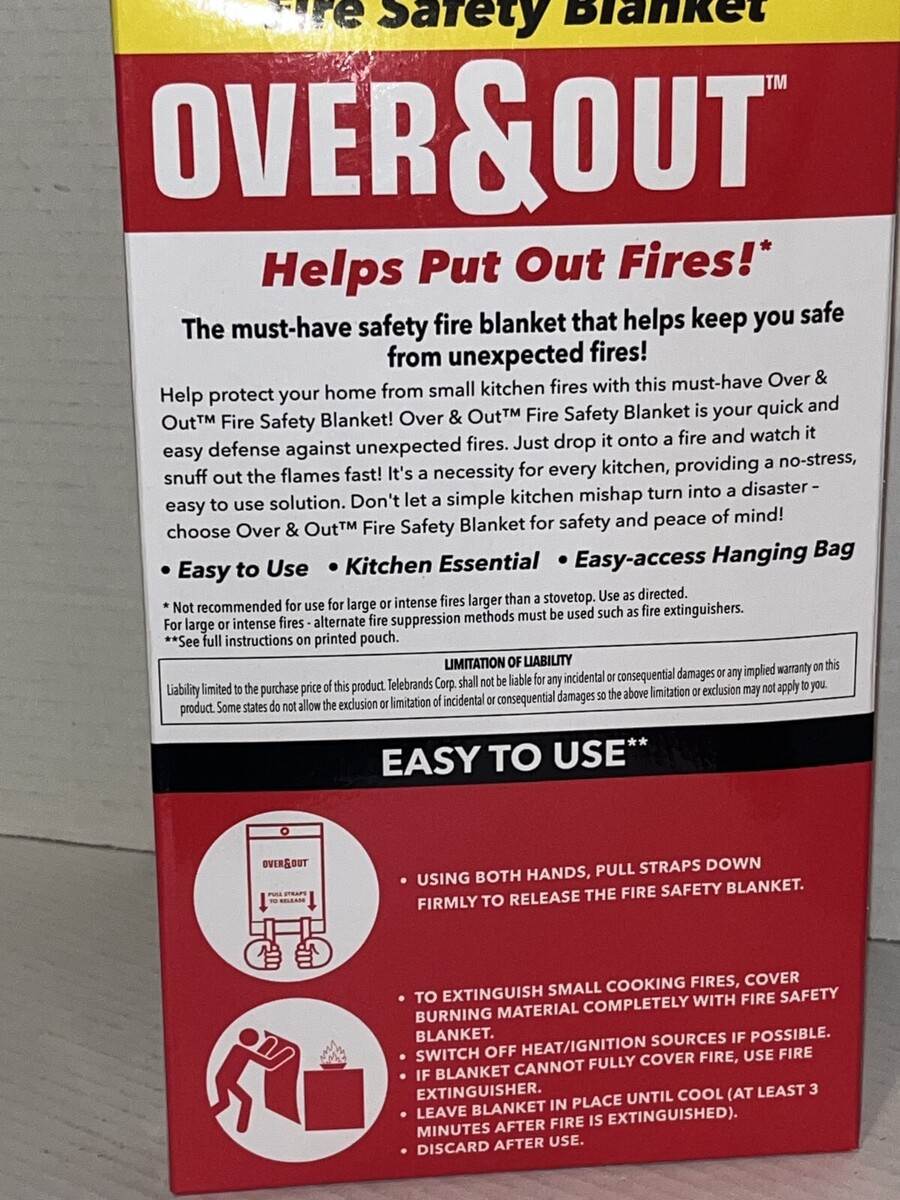 Fire Safety Blanket
OVER&OUT™
Helps Put Out Fires!*
The must-have safety fire blanket that helps keep you safe
from unexpected fires!
Help protect your home from small kitchen fires with this must-have Over &
Out™ Fire Safety Blanket! Over & Out™ Fire Safety Blanket is your quick and
easy defense against unexpected fires. Just drop it onto a fire and watch it
snuff out the flames fast! It's a necessity for every kitchen, providing a no-stress,
easy to use solution. Don't let a simple kitchen mishap turn into a disaster –
choose Over & Out™ Fire Safety Blanket for safety and peace of mind!
• Easy to Use • Kitchen Essential • Easy-access Hanging Bag
* Not recommended for use for large or intense fires larger than a stovetop. Use as directed.
For large or intense fires - alternate fire suppression methods must be used such as fire extinguishers.
**See full instructions on printed pouch.
LIMITATION OF LIABILITY
Liability limited to the purchase price of this product. Telebrands Corp. shall not be liable for any incidental or consequential damages or any implied warranty on this
product. Some states do not allow the exclusion or limitation of incidental or consequential damages so the above limitation or exclusion may not apply to you.
EASY TO USE**
OVER&OUT
PULL STRAPS
TO RELEASE
• USING BOTH HANDS, PULL STRAPS DOWN
FIRMLY TO RELEASE THE FIRE SAFETY BLANKET.
• TO EXTINGUISH SMALL COOKING FIRES, COVER
BURNING MATERIAL COMPLETELY WITH FIRE SAFETY
BLANKET.
• SWITCH OFF HEAT/IGNITION SOURCES IF POSSIBLE.
• IF BLANKET CANNOT FULLY COVER FIRE, USE FIRE
EXTINGUISHER.
• LEAVE BLANKET IN PLACE UNTIL COOL (AT LEAST 3
MINUTES AFTER FIRE IS EXTINGUISHED).
• DISCARD AFTER USE.